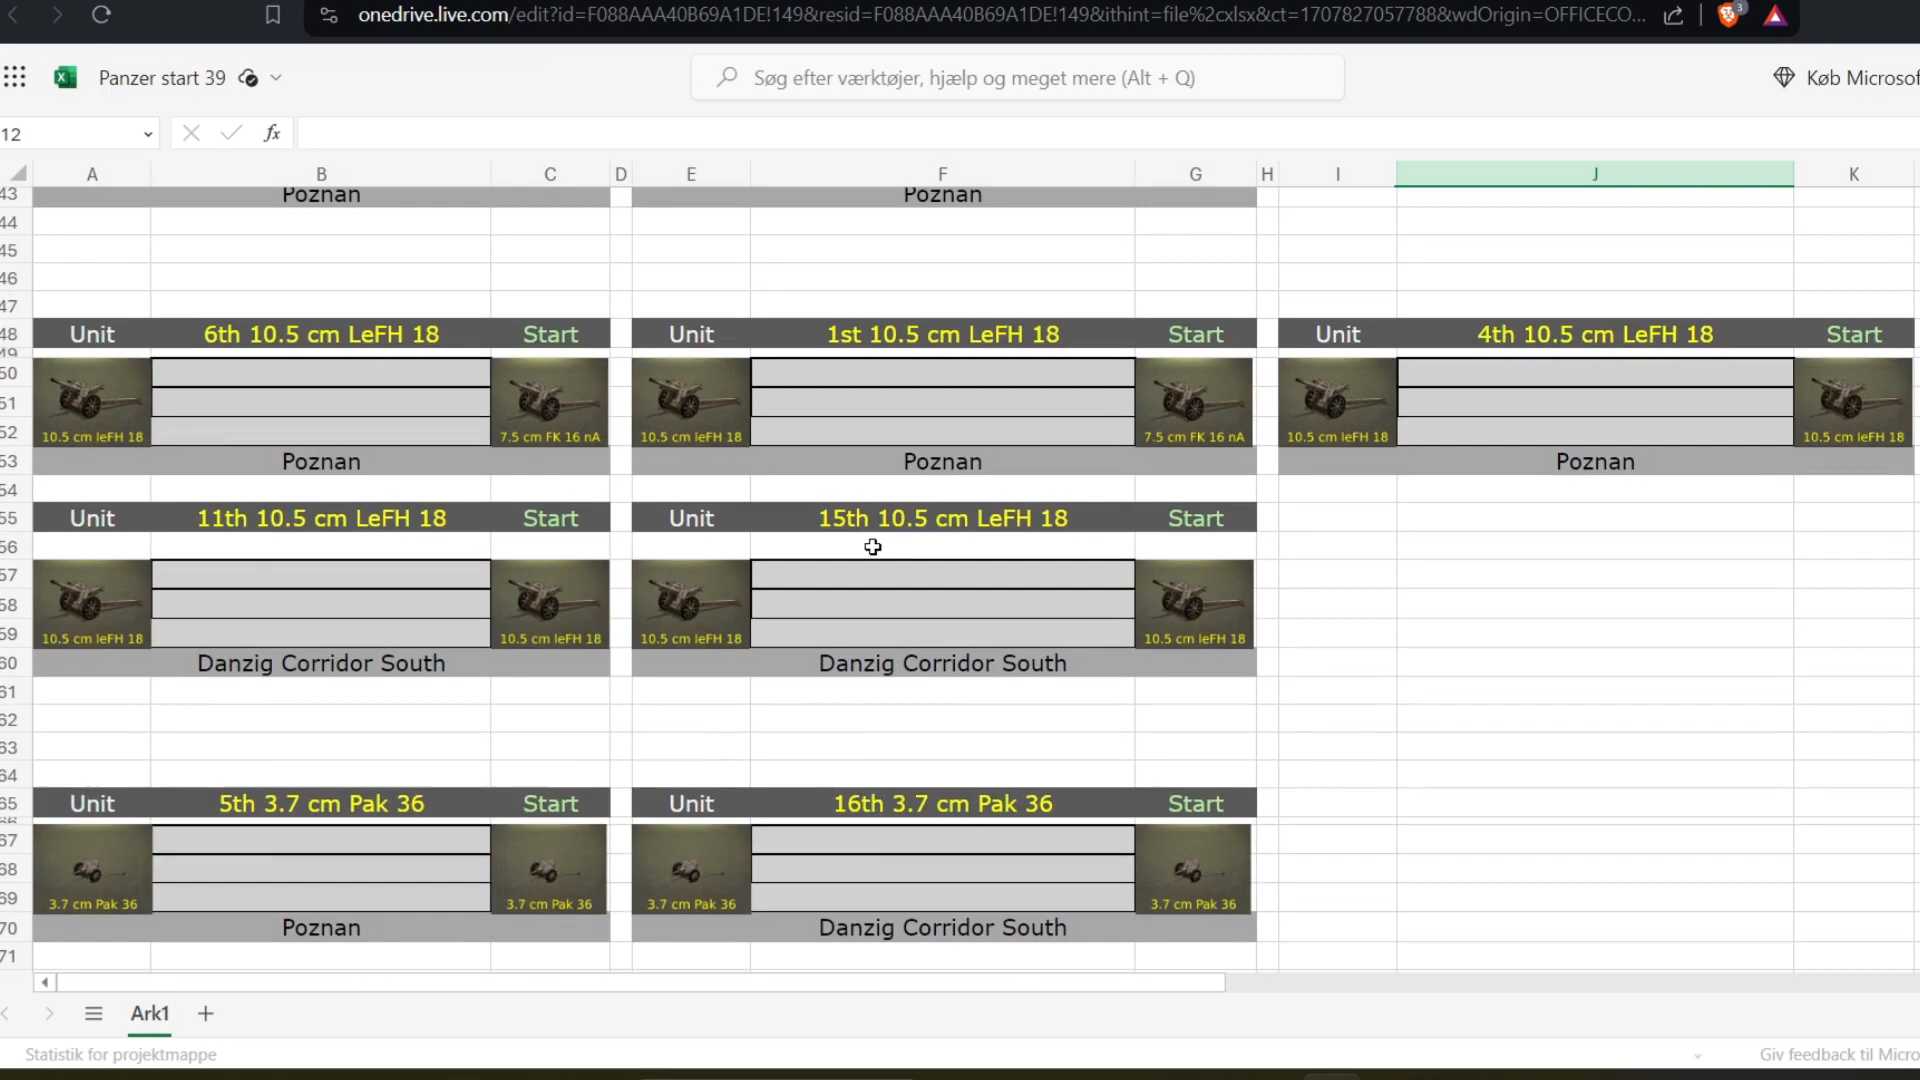 onedrive.live.com/edit?id=F088AAA40B69A1DE!149&resid=F088AAA40B69A1DE!149&ithint=file%2cxlsx&ct=1707827057788&wdOrigin=OFFICECO...
3
Panzer start 39
Søg efter værktøjer, hjælp og meget mere (Alt + Q)
Køb Microsof
12
fx
A B C D E F G H I J K
43 Poznan Poznan
44
45
46
47
48 Unit 6th 10.5 cm LeFH 18 Start Unit 1st 10.5 cm LeFH 18 Start Unit 4th 10.5 cm LeFH 18 Start
49
50
51
52 10.5 cm leFH 18 7.5 cm FK 16 nA 10.5 cm leFH 18 7.5 cm FK 16 nA 10.5 cm leFH 18 10.5 cm leFH 18
53 Poznan Poznan Poznan
54
55 Unit 11th 10.5 cm LeFH 18 Start Unit 15th 10.5 cm LeFH 18 Start
56
57
58
59 10.5 cm leFH 18 10.5 cm leFH 18 10.5 cm leFH 18 10.5 cm leFH 18
60 Danzig Corridor South Danzig Corridor South
61
62
63
64
65 Unit 5th 3.7 cm Pak 36 Start Unit 16th 3.7 cm Pak 36 Start
66
67
68
69 3.7 cm Pak 36 3.7 cm Pak 36 3.7 cm Pak 36 3.7 cm Pak 36
70 Poznan Danzig Corridor South
71
Ark1
Statistik for projektmappe
Giv feedback til Micro